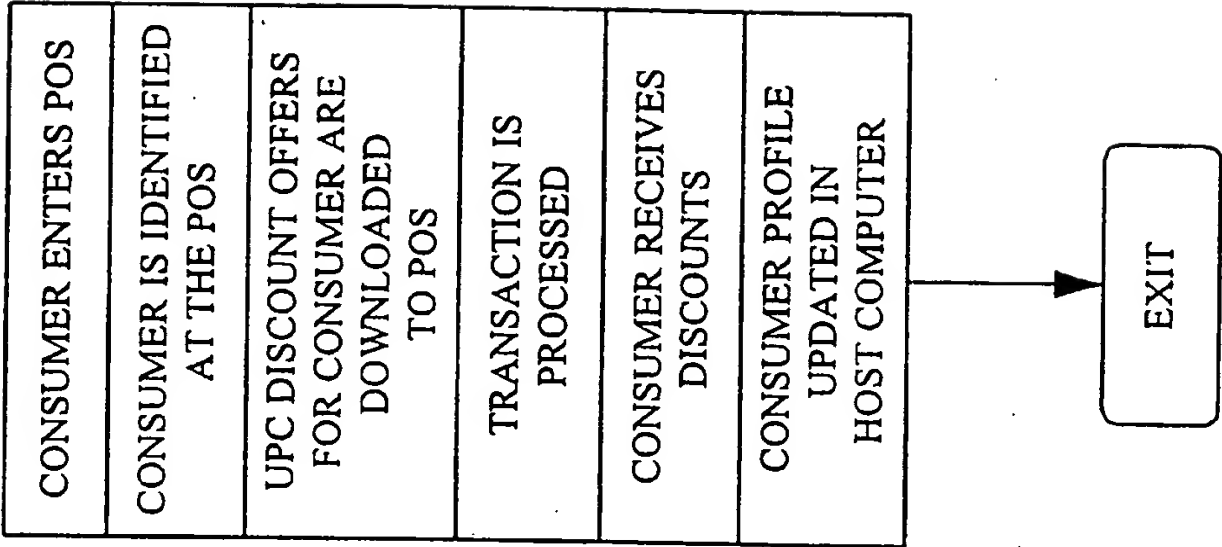 CONSUMER ENTERS POS
CONSUMER IS IDENTIFIED
AT THE POS
UPC DISCOUNT OFFERS
FOR CONSUMER ARE
DOWNLOADED
TO POS
TRANSACTION IS
PROCESSED
CONSUMER RECEIVES
DISCOUNTS
CONSUMER PROFILE
UPDATED IN
HOST COMPUTER
EXIT